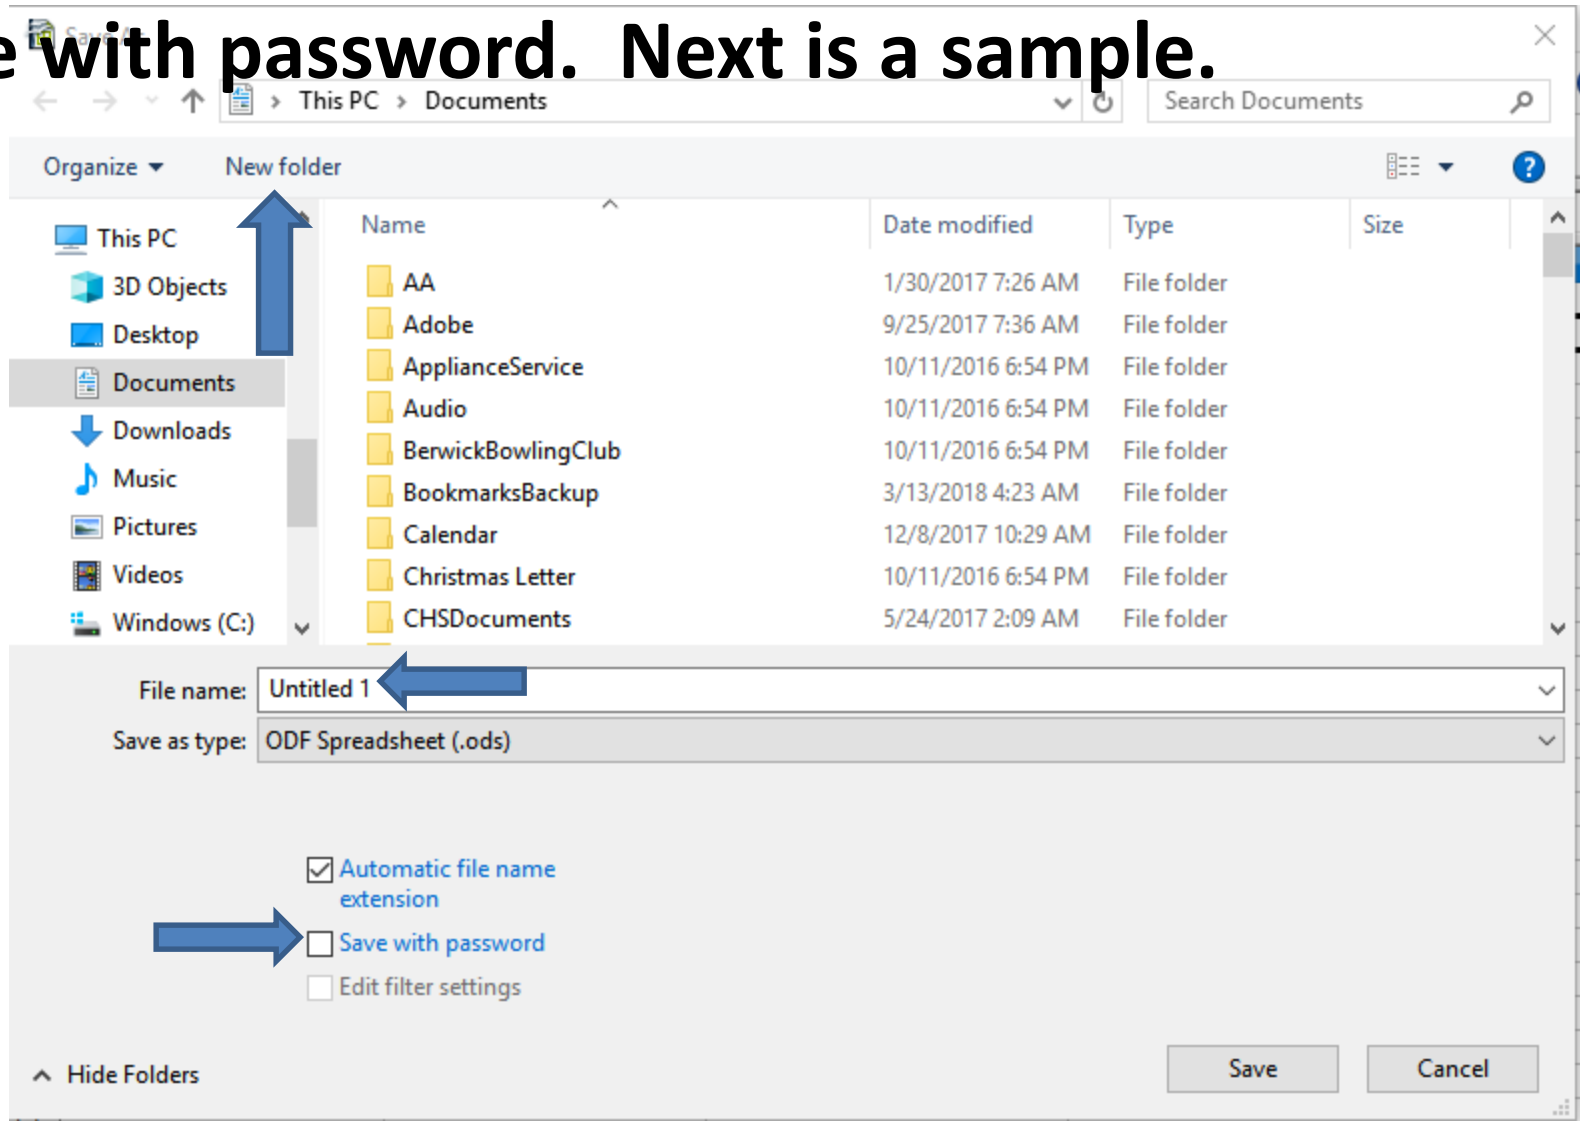 Save As
e with password.  Next is a sample.
This PC > Documents
Search Documents
Organize
New folder
Name
Date modified
Type
Size
This PC
3D Objects
Desktop
Documents
Downloads
Music
Pictures
Videos
Windows (C:)
AA 1/30/2017 7:26 AM File folder
Adobe 9/25/2017 7:36 AM File folder
ApplianceService 10/11/2016 6:54 PM File folder
Audio 10/11/2016 6:54 PM File folder
BerwickBowlingClub 10/11/2016 6:54 PM File folder
BookmarksBackup 3/13/2018 4:23 AM File folder
Calendar 12/8/2017 10:29 AM File folder
Christmas Letter 10/11/2016 6:54 PM File folder
CHSDocuments 5/24/2017 2:09 AM File folder
File name: Untitled 1
Save as type: ODF Spreadsheet (.ods)
Automatic file name
extension
Save with password
Edit filter settings
Hide Folders
Save
Cancel